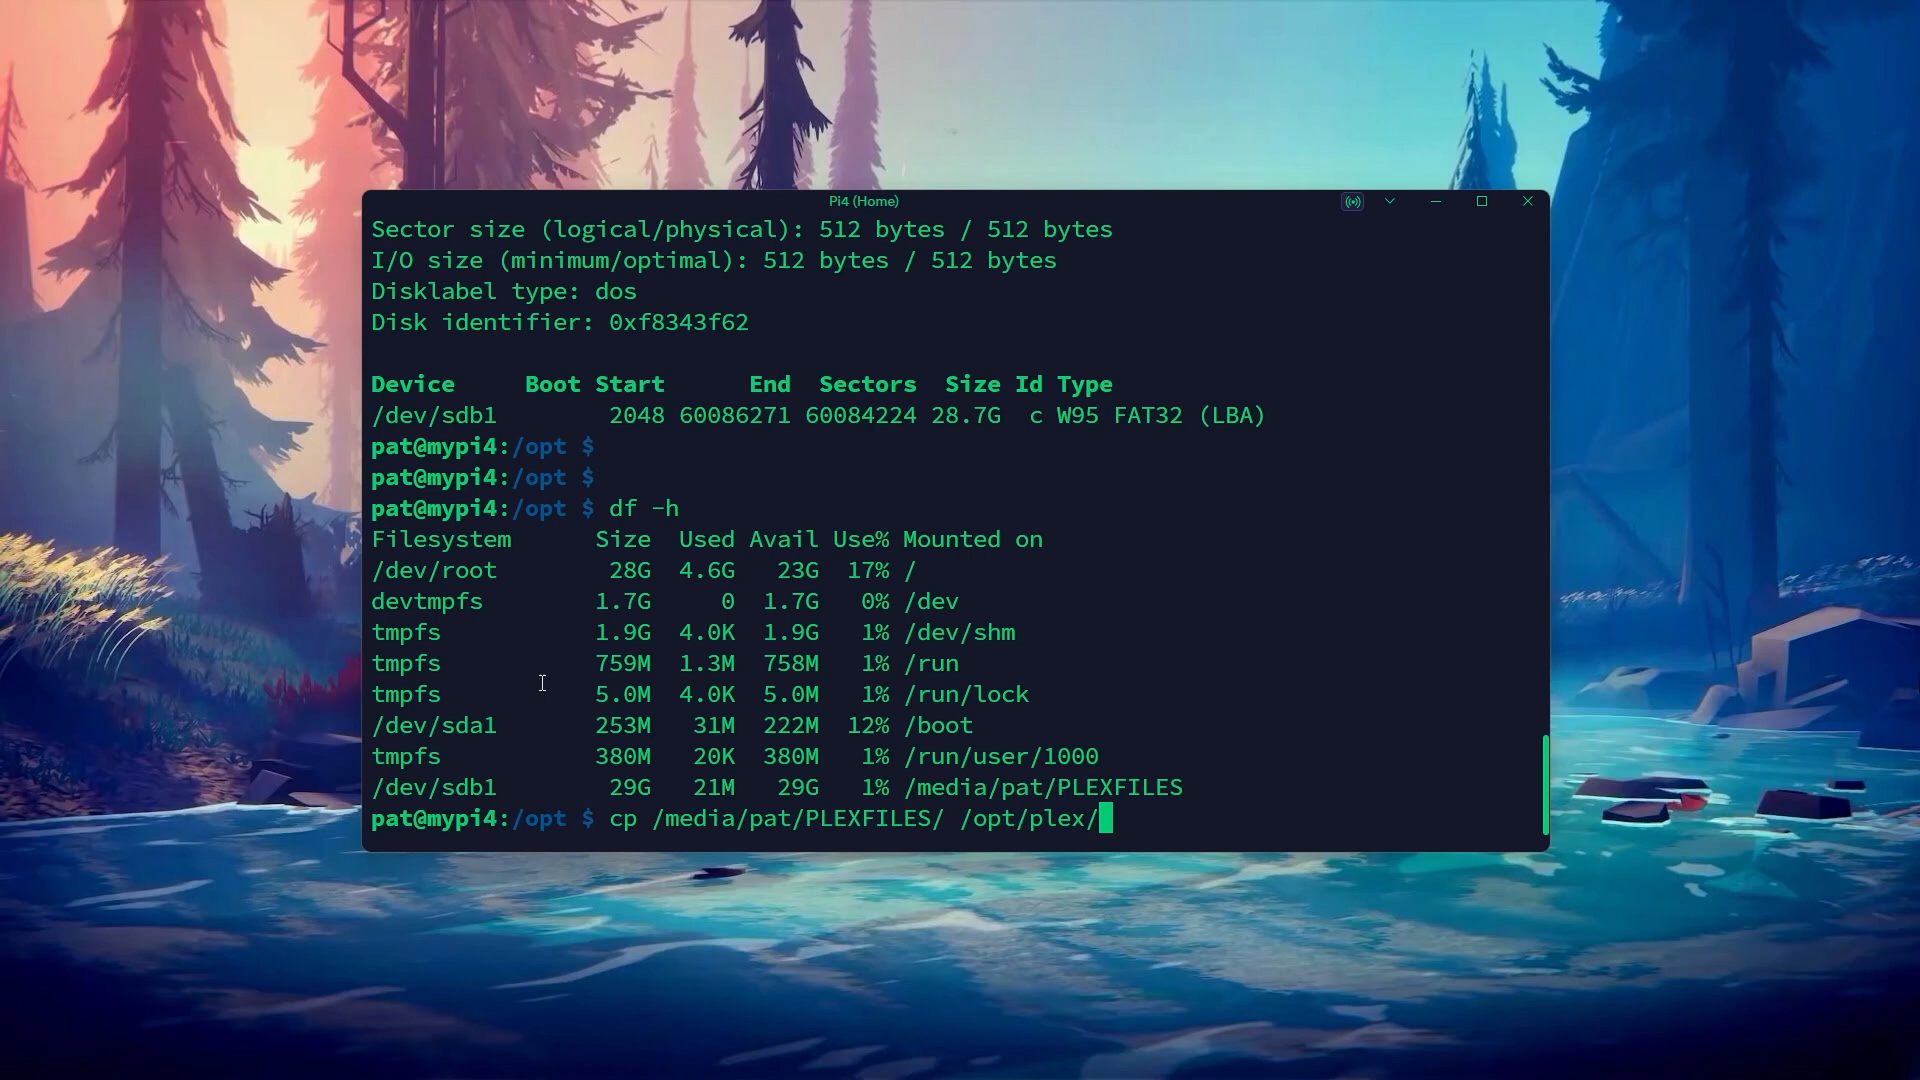 Pi4 (Home)
Sector size (logical/physical): 512 bytes / 512 bytes
I/O size (minimum/optimal): 512 bytes / 512 bytes
Disklabel type: dos
Disk identifier: 0xf8343f62
Device     Boot Start      End  Sectors  Size Id Type
/dev/sdb1        2048 60086271 60084224 28.7G  c W95 FAT32 (LBA)
pat@mypi4:/opt $
pat@mypi4:/opt $
pat@mypi4:/opt $ df -h
Filesystem      Size  Used Avail Use% Mounted on
/dev/root        28G  4.6G   23G  17% /
devtmpfs        1.7G     0  1.7G   0% /dev
tmpfs           1.9G  4.0K  1.9G   1% /dev/shm
tmpfs           759M  1.3M  758M   1% /run
tmpfs           5.0M  4.0K  5.0M   1% /run/lock
/dev/sda1       253M   31M  222M  12% /boot
tmpfs           380M   20K  380M   1% /run/user/1000
/dev/sdb1        29G   21M   29G   1% /media/pat/PLEXFILES
pat@mypi4:/opt $ cp /media/pat/PLEXFILES/ /opt/plex/